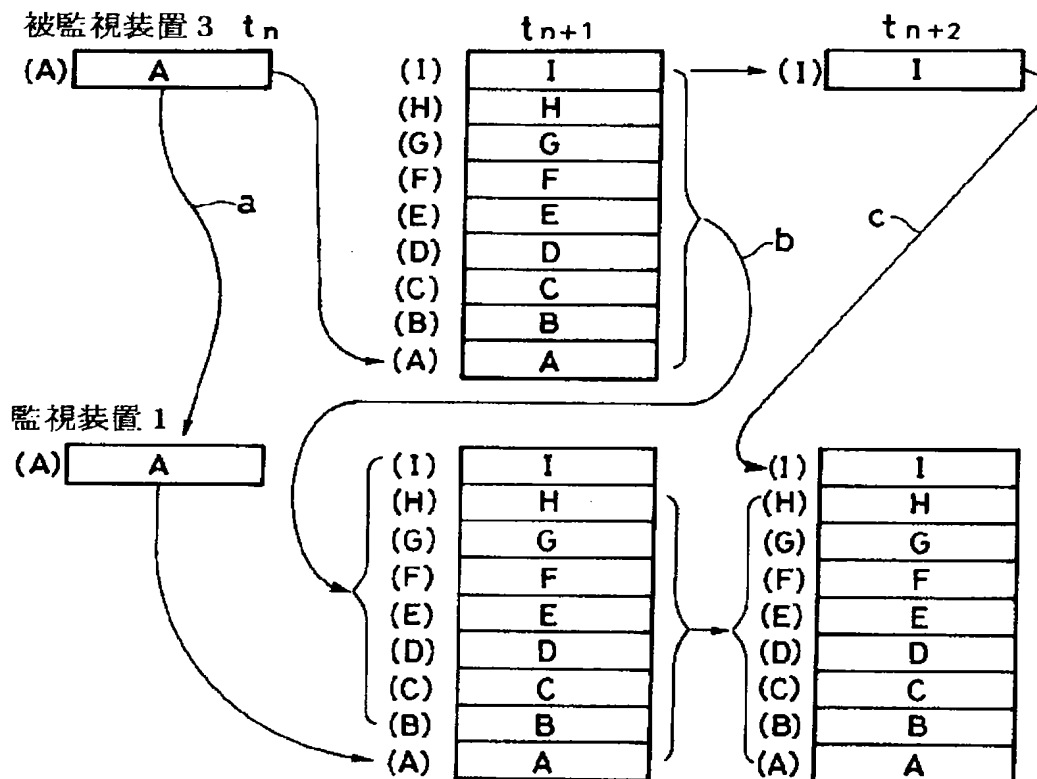 被監視装置3 tn tn+1 tn+2
(A) A (I) I (I) I
(H) H
(G) G
a (F) F
(E) E c
(D) D b
(C) C
(B) B
(A) A
監視装置1
(A) A (I) I (I) I
(H) H (H) H
(G) G (G) G
(F) F (F) F
(E) E (E) E
(D) D (D) D
(C) C (C) C
(B) B (B) B
(A) A (A) A